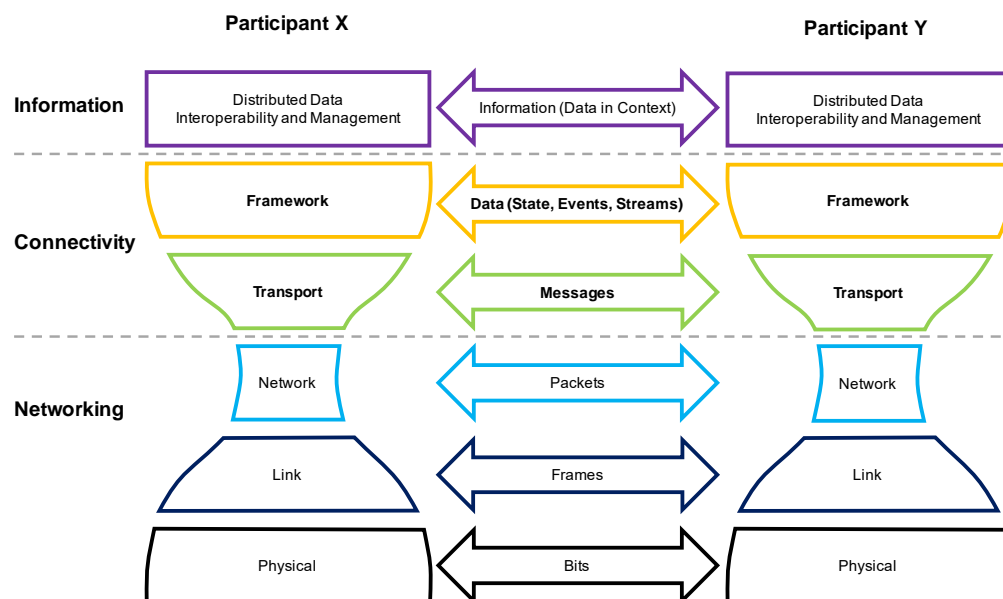 Participant X
Participant Y
Information
Distributed Data
Interoperability and Management
Information (Data in Context)
Distributed Data
Interoperability and Management
Connectivity
Framework
Data (State, Events, Streams)
Framework
Transport
Messages
Transport
Networking
Network
Packets
Network
Link
Frames
Link
Physical
Bits
Physical